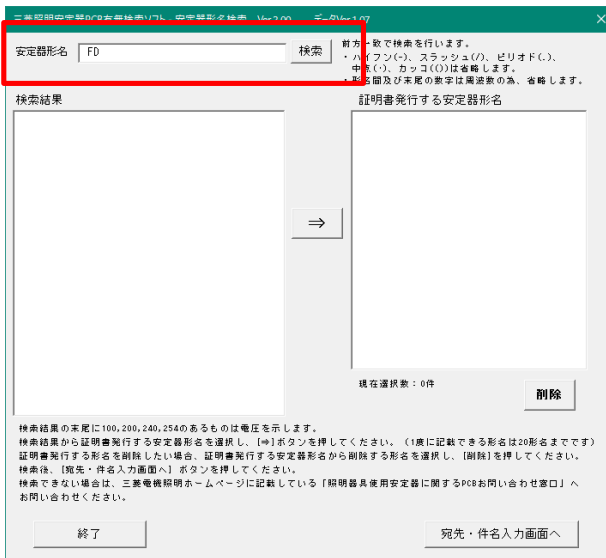 三菱照明安定器PCB有無検索ソフト - 安定器形名検索 Ver2.00 データVer1.07
安定器形名 FD 検索
前方一致で検索を行います。
・ハイフン(-)、スラッシュ(/)、ピリオド(.)、
中点(・)、カッコ(())は省略します。
・形名間及び末尾の数字は周波数の為、省略します。
検索結果
証明書発行する安定器形名
⇒
現在選択数：0件
削除
検索結果の末尾に100,200,240,254のあるものは電圧を示します。
検索結果から証明書発行する安定器形名を選択し、[⇒]ボタンを押してください。（1度に記載できる形名は20形名までです)
証明書発行する形名を削除したい場合、証明書発行する安定器形名から削除する形名を選択し、[削除]を押してください。
検索後、[宛先・件名入力画面へ] ボタンを押してください。
検索できない場合は、三菱電機照明ホームページに記載している「照明器具使用安定器に関するPCBお問い合わせ窓口」へ
お問い合わせください。
終了
宛先・件名入力画面へ